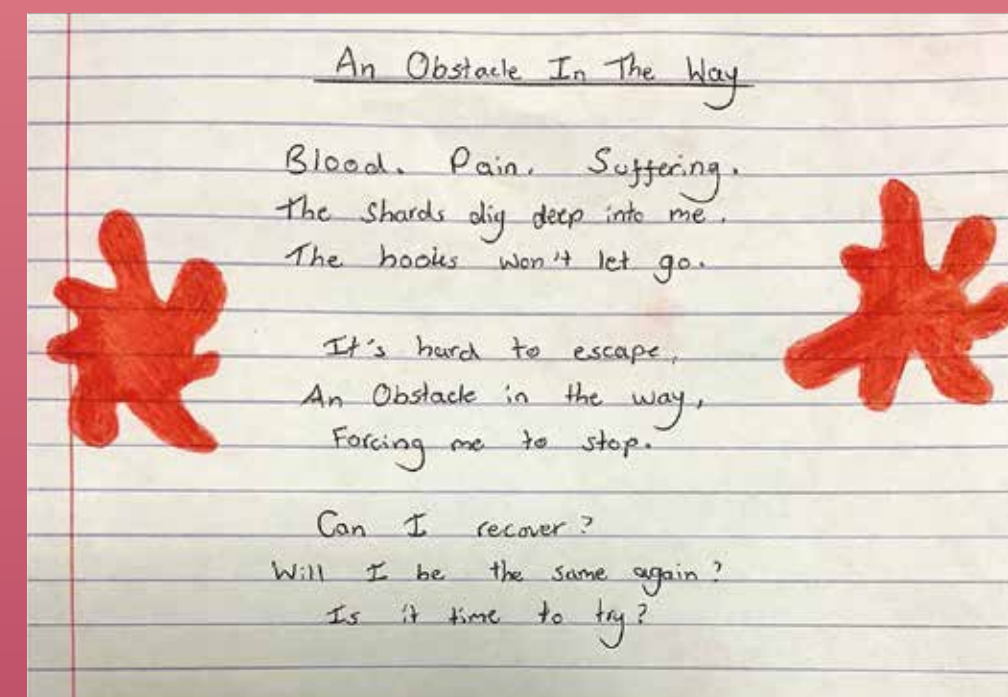 An Obstacle In The Way
Blood. Pain. Suffering.
The Shards dig deep into me.
The hooks won't let go.
It's hard to escape,
An Obstacle in the way,
Forcing me to stop.
Can I recover?
Will I be the same again?
Is it time to try?